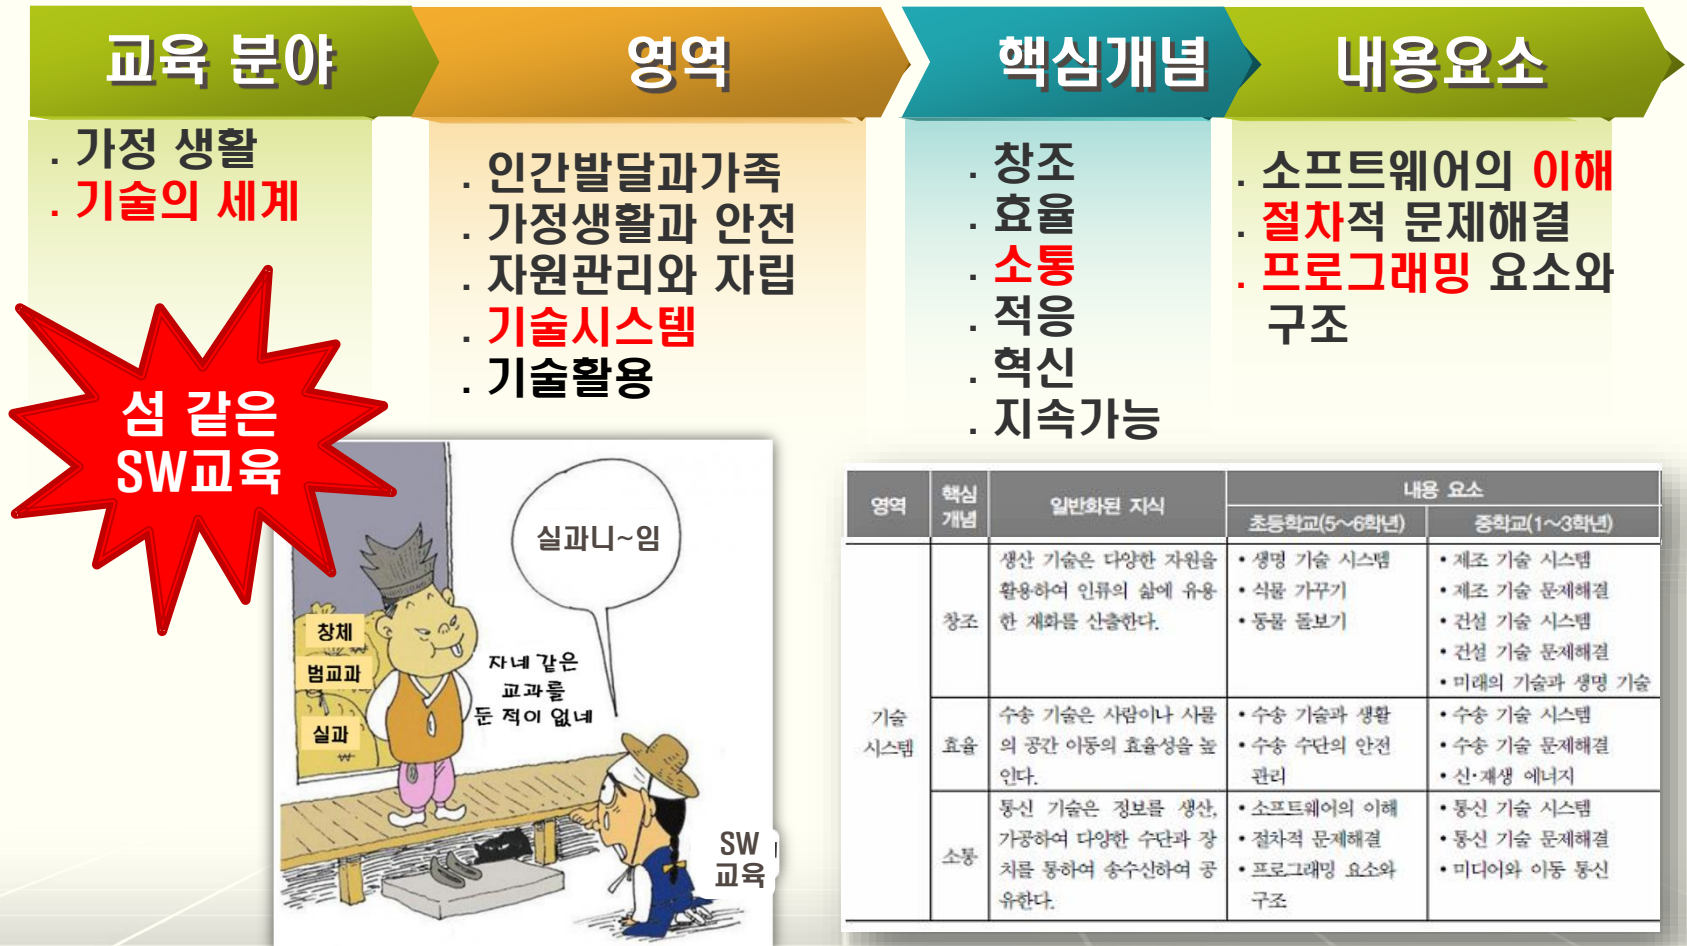 교육 분야
영역
핵심개념
내용요소
. 가정 생활
. 기술의 세계
. 인간발달과가족
. 가정생활과 안전
. 자원관리와 자립
. 기술시스템
. 기술활용
. 창조
. 효율
. 소통
. 적응
. 혁신
. 지속가능
. 소프트웨어의 이해
. 절차적 문제해결
. 프로그래밍 요소와
구조
섬 같은
SW교육
실과니~임
자네 같은
교과를
둔 적이 없네
창체
범교과
실과
SW
교육
영역
핵심
개념
일반화된 지식
내용 요소
초등학교(5~6학년)
중학교(1~3학년)
기술
시스템
창조
생산 기술은 다양한 자원을
활용하여 인류의 삶에 유용
한 재화를 산출한다.
• 생명 기술 시스템
• 식물 가꾸기
• 동물 돌보기
• 제조 기술 시스템
• 제조 기술 문제해결
• 건설 기술 시스템
• 건설 기술 문제해결
• 미래의 기술과 생명 기술
효율
수송 기술은 사람이나 사물
의 공간 이동의 효율성을 높
인다.
• 수송 기술과 생활
• 수송 수단의 안전
관리
• 수송 기술 시스템
• 수송 기술 문제해결
• 신·재생 에너지
소통
통신 기술은 정보를 생산,
가공하여 다양한 수단과 장
치를 통하여 송수신하여 공
유한다.
• 소프트웨어의 이해
• 절차적 문제해결
• 프로그래밍 요소와
구조
• 통신 기술 시스템
• 통신 기술 문제해결
• 미디어와 이동 통신